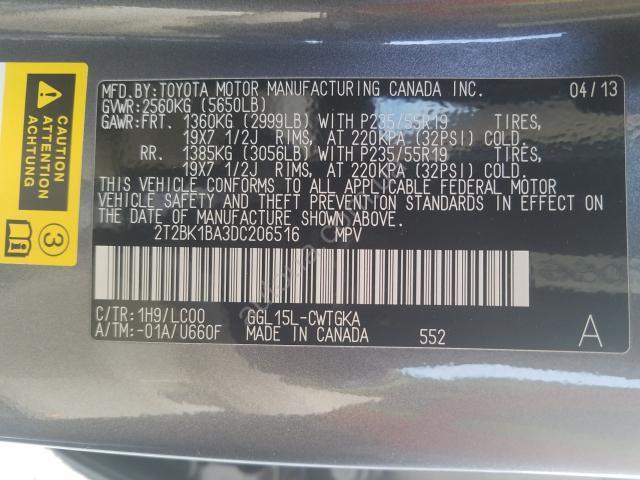 CAUTION
ATTENTION
ACHTUNG
3
MFD.BY:TOYOTA MOTOR MANUFACTURING CANADA INC. 04/13
GVWR:2560KG (5650LB)
GAWR:FRT. 1360KG (2999LB) WITH P235/55R19 TIRES,
19X7 1/2J RIMS, AT 220KPA (32PSI) COLD.
RR. 1385KG (3056LB) WITH P235/55R19 TIRES,
19X7 1/2J RIMS, AT 220KPA (32PSI) COLD.
THIS VEHICLE CONFORMS TO ALL APPLICABLE FEDERAL MOTOR
VEHICLE SAFETY AND THEFT PREVENTION STANDARDS IN EFFECT
ON THE DATE OF MANUFACTURE SHOWN ABOVE.
2T2BK1BA3DC206516 MPV
C/TR:1H9/LC00 GGL15L-CWTGKA
A/TM:-01A/U660F MADE IN CANADA 552 A